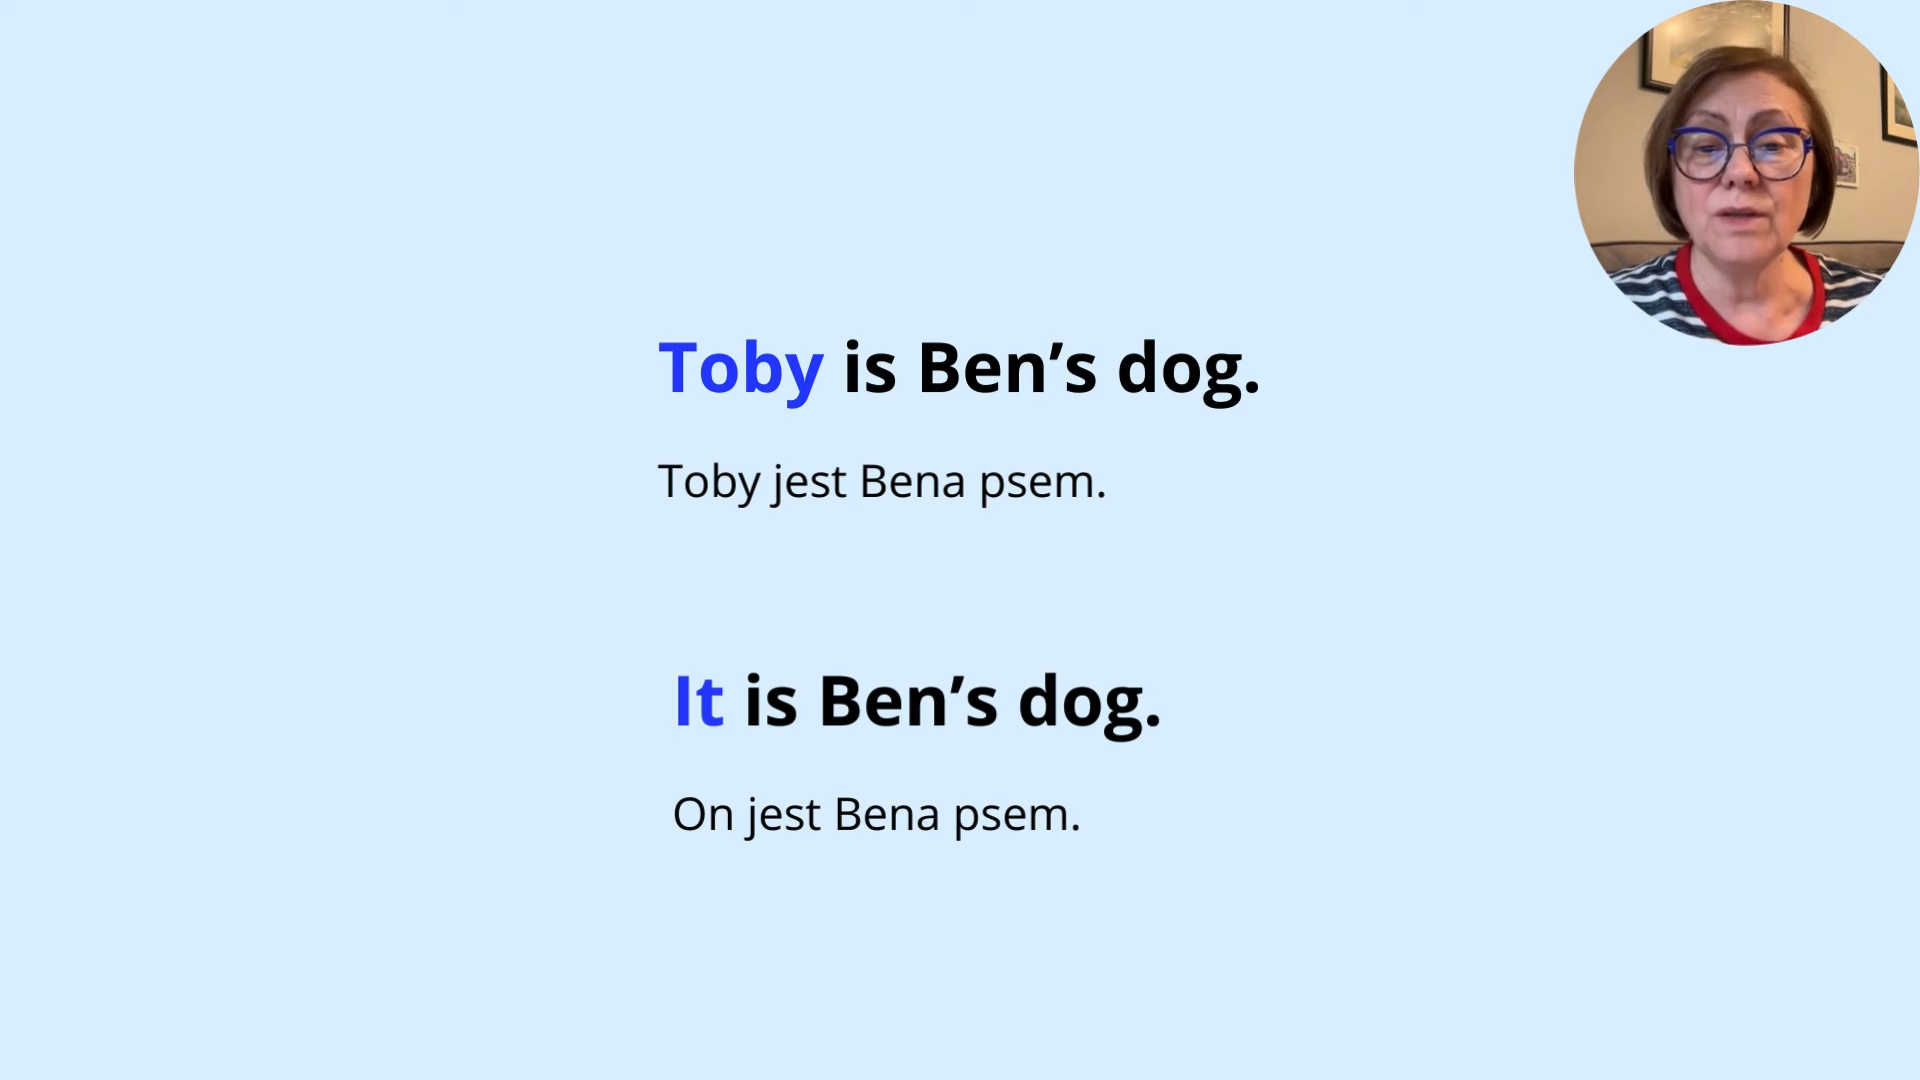 Toby is Ben’s dog.
Toby jest Bena psem.
It is Ben’s dog.
On jest Bena psem.